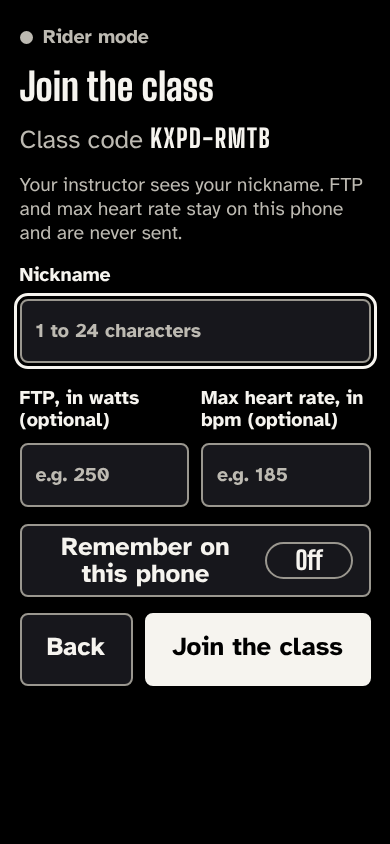 Rider mode
Join the class
Class code KXPD-RMTB
Your instructor sees your nickname. FTP
and max heart rate stay on this phone
and are never sent.
Nickname
1 to 24 characters
FTP, in watts
(optional)
Max heart rate, in
bpm (optional)
e.g. 250
e.g. 185
Remember on
this phone
Off
Back
Join the class